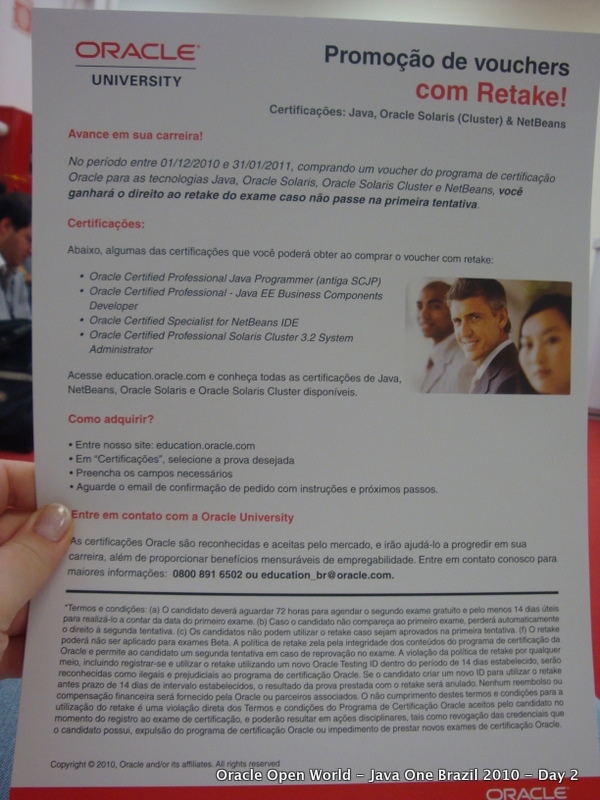 ORACLE
UNIVERSITY
Promoção de vouchers
com Retake!
Certificações: Java, Oracle Solaris (Cluster) & NetBeans
Avance em sua carreira!
No período entre 01/12/2010 e 31/01/2011, comprando um voucher do programa de certificação
Oracle para as tecnologias Java, Oracle Solaris, Oracle Solaris Cluster e NetBeans, você
ganhará o direito ao retake do exame caso não passe na primeira tentativa.
Certificações:
Abaixo, algumas das certificações que você poderá obter ao comprar o voucher com retake:
• Oracle Certified Professional Java Programmer (antiga SCJP)
• Oracle Certified Professional - Java EE Business Components
Developer
• Oracle Certified Specialist for NetBeans IDE
• Oracle Certified Professional Solaris Cluster 3.2 System
Administrator
Acesse education.oracle.com e conheça todas as certificações de Java,
NetBeans, Oracle Solaris e Oracle Solaris Cluster disponíveis.
Como adquirir?
• Entre nosso site: education.oracle.com
• Em “Certificações”, selecione a prova desejada
• Preencha os campos necessários
• Aguarde o email de confirmação de pedido com instruções e próximos passos.
Entre em contato com a Oracle University
As certificações Oracle são reconhecidas e aceitas pelo mercado, e irão ajudá-lo a progredir em sua
carreira, além de proporcionar benefícios mensuráveis de empregabilidade. Entre em contato conosco para
maiores informações: 0800 891 6502 ou education_br@oracle.com.
*Termos e condições: (a) O candidato deverá aguardar 72 horas para agendar o segundo exame gratuito e pelo menos 14 dias úteis
para realizá-lo a contar da data do primeiro exame. (b) Caso o candidato não compareça ao primeiro exame, perderá automaticamente
o direito à segunda tentativa. (c) Os candidatos não podem utilizar o retake caso sejam aprovados na primeira tentativa. (f) O retake
poderá não ser aplicado para exames Beta. A política de retake zela pela integridade dos conteúdos do programa de certificação da
Oracle e permite ao candidato um segunda tentativa em caso de reprovação no exame. A violação da política de retake por qualquer
meio, incluindo registrar-se e utilizar o retake utilizando um novo Oracle Testing ID dentro do período de 14 dias estabelecido, serão
reconhecidas como ilegais e prejudiciais ao programa de certificação Oracle. Se o candidato criar um novo ID para utilizar o retake
antes prazo de 14 dias de intervalo estabelecidos, o resultado da prova prestada com o retake será anulado. Nenhum reembolso ou
compensação financeira será fornecido pela Oracle ou parceiros associados. O não cumprimento destes termos e condições para a
utilização do retake é uma violação direta dos Termos e condições do Programa de Certificação Oracle aceitos pelo candidato no
momento do registro ao exame de certificação, e poderão resultar em ações disciplinares, tais como revogação das credenciais que
o candidato possui, expulsão do programa de certificação Oracle ou impedimento de prestar novos exames de certificação Oracle.
Copyright © 2010, Oracle and/or its affiliates. All rights reserved
Oracle Open World - Java One Brazil 2010 - Day 2
ORACLE